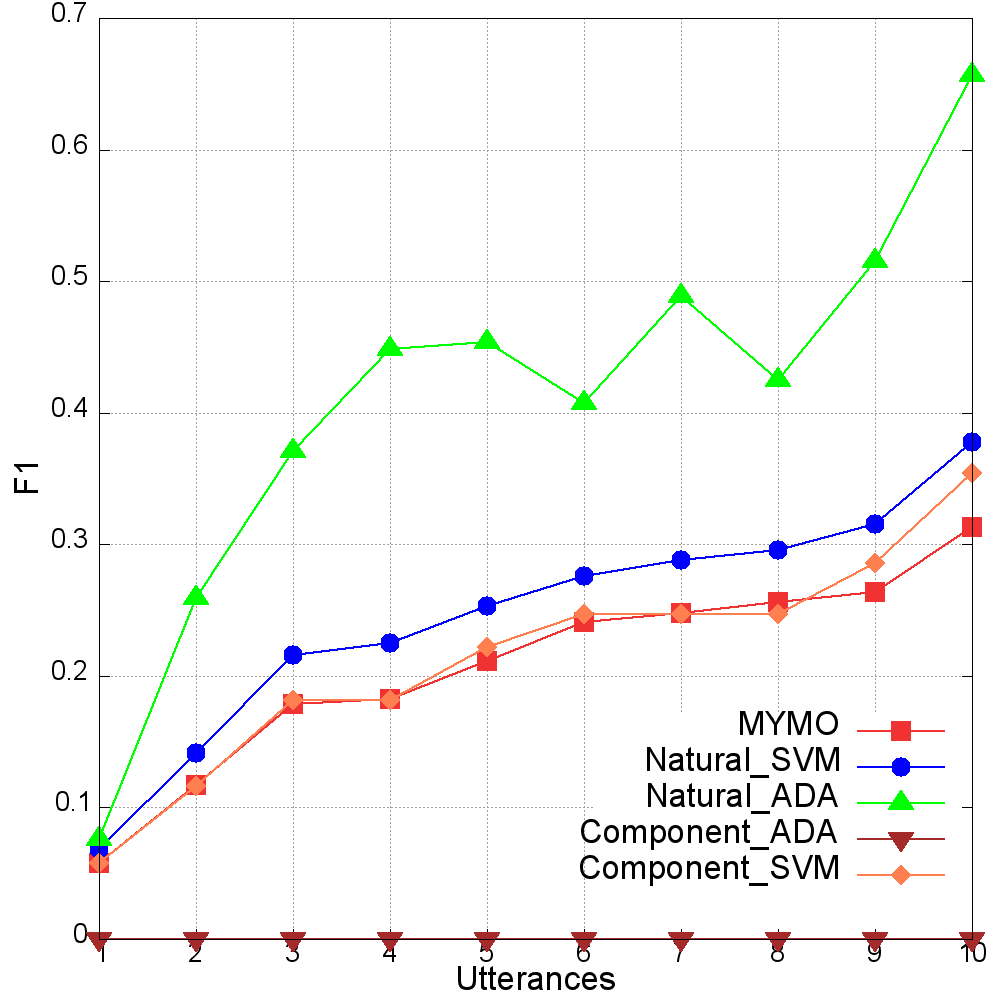 0.7
0.6
0.5
0.4
0.3
0.2
0.1
0
F1
MYMO
Natural_SVM
Natural_ADA
Component_ADA
Component_SVM
1 2 3 4 5 6 7 8 9 10
Utterances